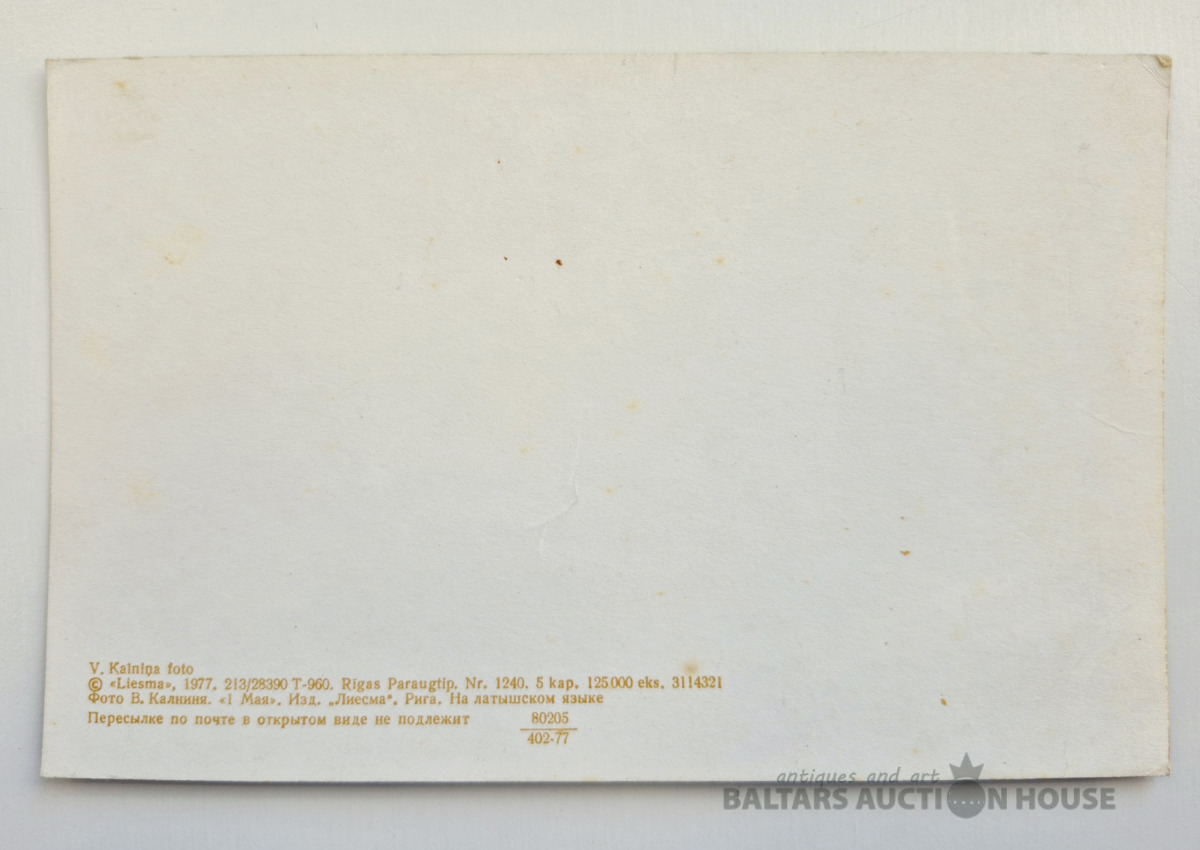 V. Kalniņa foto
© «Liesma», 1977. 213/28390 T-960. Rīgas Paraugtip. Nr. 1240. 5 kap. 125 000 eks. 3114321
Фото В. Калниня. «1 Мая». Изд. „Лиесма“. Рига. На латышском языке
Пересылке по почте в открытом виде не подлежит
80205
402-77
antiques and art
BALTARS AUCTION HOUSE